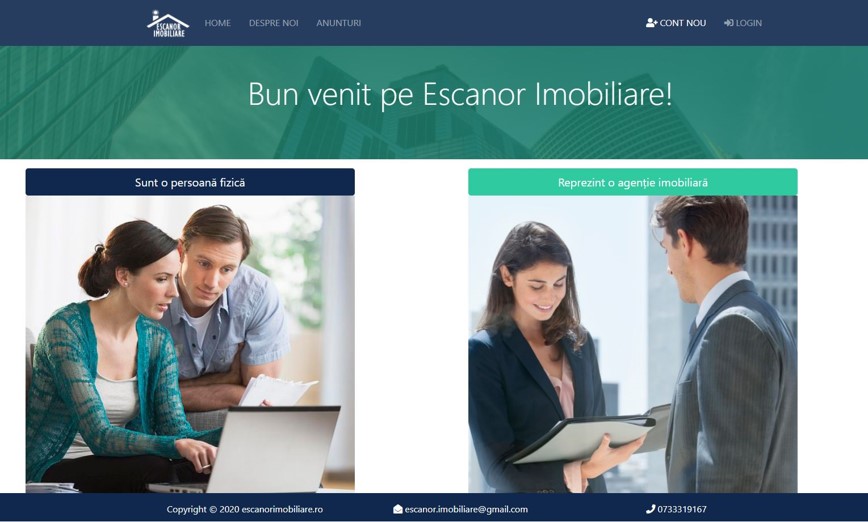 ESCANOR
IMOBILIARE
HOME DESPRE NOI ANUNTURI CONT NOU LOGIN
Bun venit pe Escanor Imobiliare!
Sunt o persoană fizică
Reprezint o agenție imobiliară
Copyright © 2020 escanorimobiliare.ro escanor.imobiliare@gmail.com 0733319167